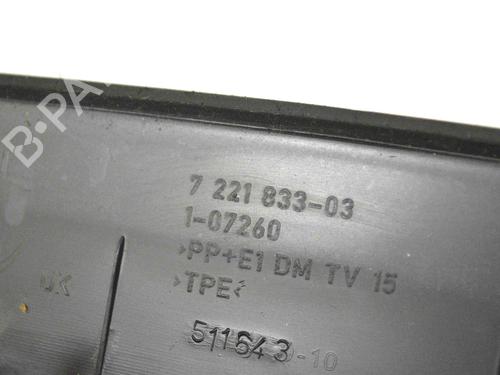 B-PA
7 221 833-03
1-07260
>PP+E1 DM TV 15
>TPE<
511643-10